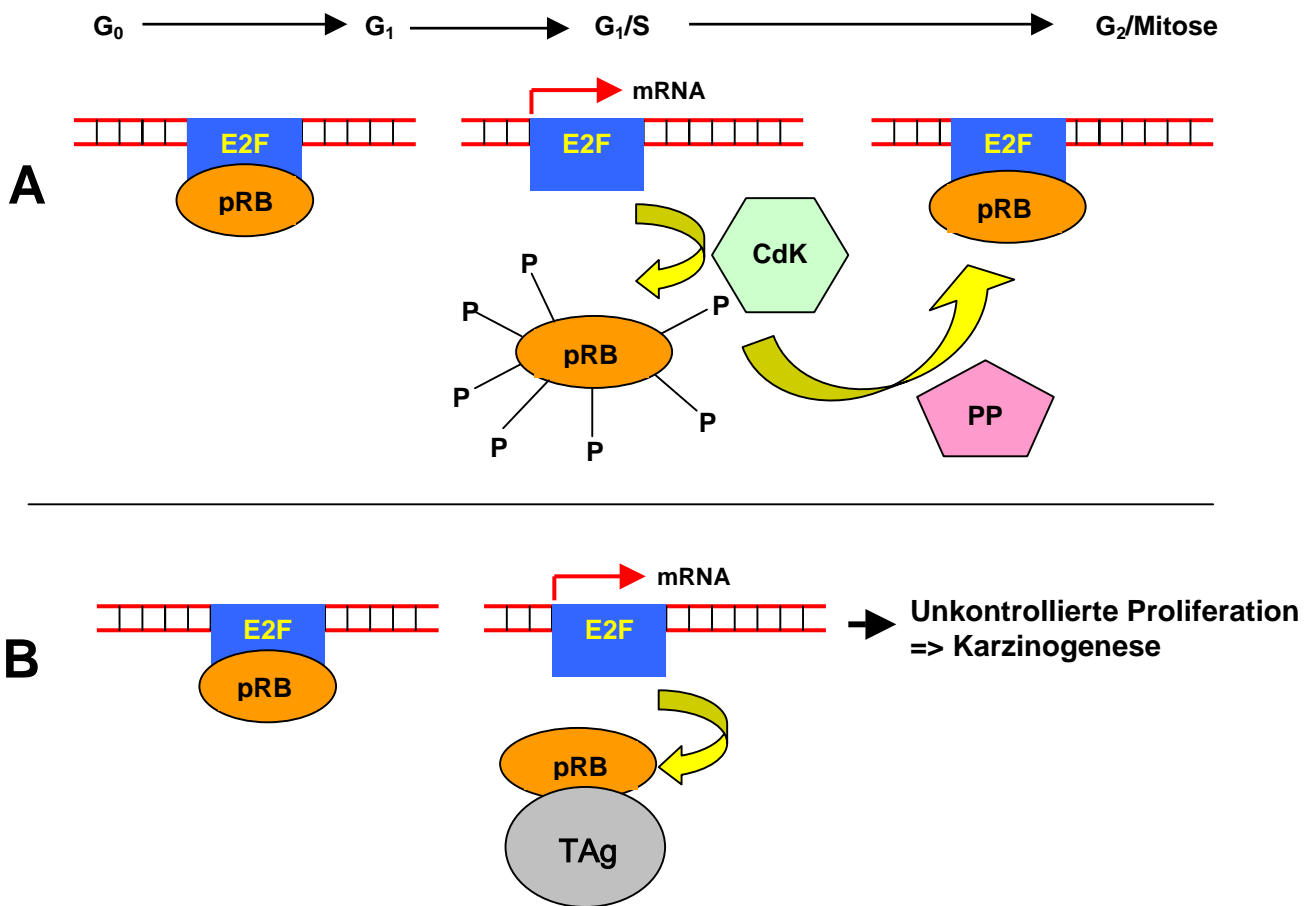 G₀ G₁ G₁/S G₂/Mitose
mRNA
E2F E2F E2F
A
pRB pRB
CdK
P
P P
pRB
P
PP
P
P P
mRNA
Unkontrollierte Proliferation
E2F E2F
=> Karzinogenese
B
pRB
pRB
TAg